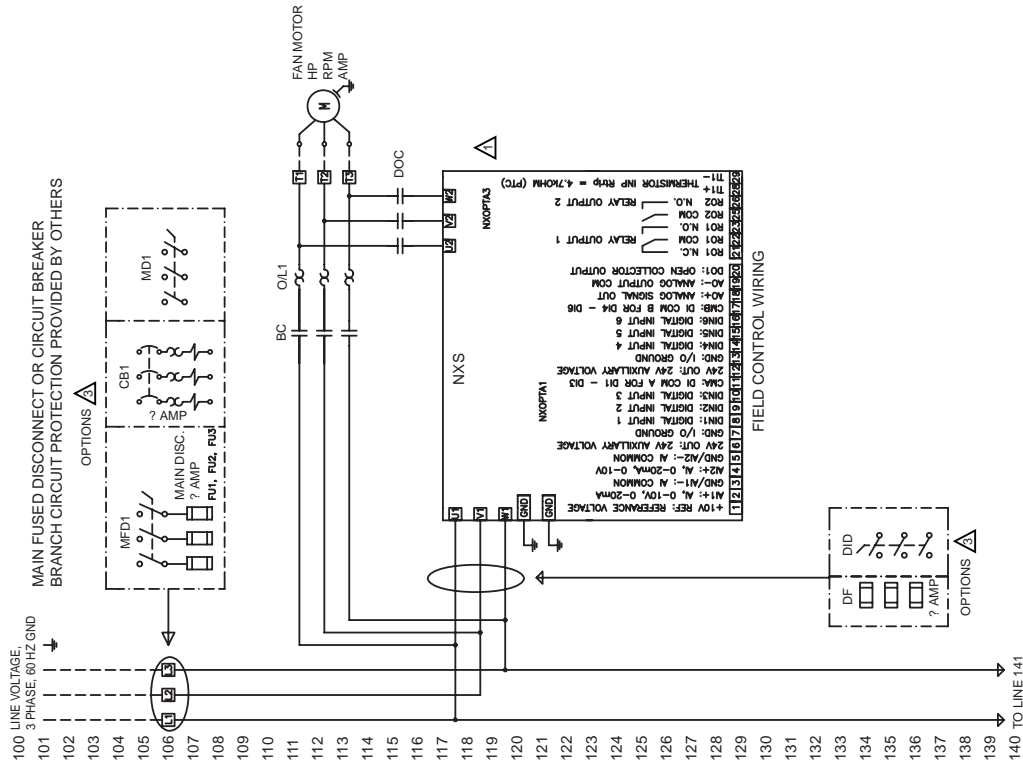 100 LINE VOLTAGE,
3 PHASE, 60 HZ GND
101
102
103
104
105
106
107
108
109
110
111
112
113
114
115
116
117
118
119
120
121
122
123
124
125
126
127
128
129
130
131
132
133
134
135
136
137
138
139
140 TO LINE 141
L1
L2
L3
MAIN FUSED DISCONNECT OR CIRCUIT BREAKER
BRANCH CIRCUIT PROTECTION PROVIDED BY OTHERS
OPTIONS 3
MFD1
MAIN DISC.
? AMP
FU1, FU2, FU3
CB1
? AMP
MD1
BC
O/L1
T1
T2
T3
FAN MOTOR
HP
RPM
AMP
M
DOC
U1
V1
W1
GND
GND
NXS
U2
V2
W2
NXOPTA3
1
NXOPTA1
+10V REF: REFERANCE VOLTAGE
AI1+: AI, 0-10V, 0-20mA
GND/AI1-: AI COMMON
AI2+: AI, 0-20mA, 0-10V
GND/AI2-: AI COMMON
24V OUT: 24V AUXILLARY VOLTAGE
GND: I/O GROUND
DIN1: DIGITAL INPUT 1
DIN2: DIGITAL INPUT 2
DIN3: DIGITAL INPUT 3
CMA: DI COM A FOR DI1 - DI3
24V OUT: 24V AUXILLARY VOLTAGE
GND: I/O GROUND
DIN4: DIGITAL INPUT 4
DIN5: DIGITAL INPUT 5
DIN6: DIGITAL INPUT 6
CMB: DI COM B FOR DI4 - DI6
AO+: ANALOG SIGNAL OUT
AO-: ANALOG OUTPUT COM
DO1: OPEN COLLECTOR OUTPUT
RO1 N.C.
RO1 COM RELAY OUTPUT 1
RO1 N.O.
RO2 COM
RO2 N.O. RELAY OUTPUT 2
TI1+
TI1- THERMISTOR INP Rtrip = 4.7KOHM (PTC)
1 2 3 4 5 6 7 8 9 10 11 12 13 14 15 16 17 18 19 20 21 22 23 25 26 28 29
FIELD CONTROL WIRING
DF
? AMP
DID
OPTIONS 3